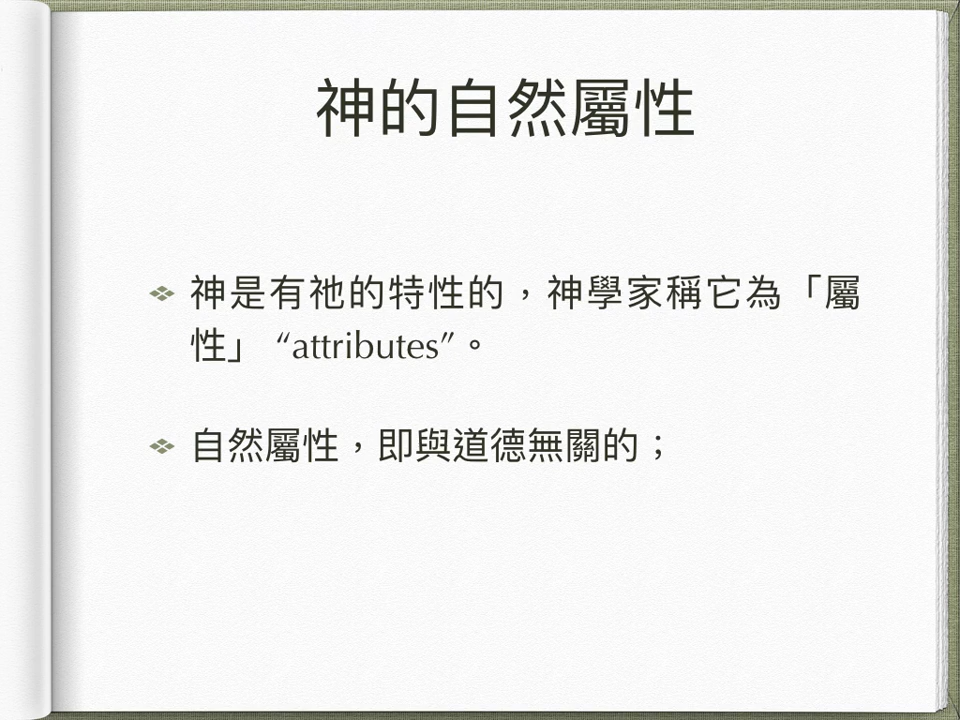 神的自然屬性
神是有祂的特性的，神學家稱它為「屬
性」 “attributes”。
自然屬性，即與道德無關的；